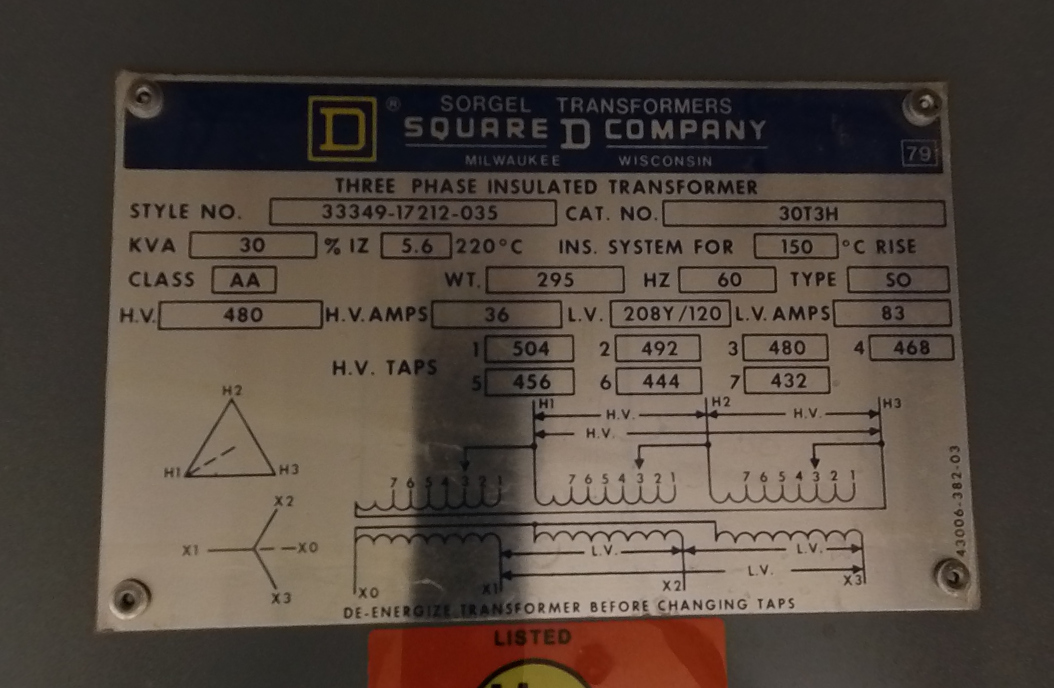 D ® SORGEL TRANSFORMERS
SQUARE D COMPANY
MILWAUKEE WISCONSIN
79
THREE PHASE INSULATED TRANSFORMER
STYLE NO. 33349-17212-035 CAT. NO. 30T3H
KVA 30 % IZ 5.6 220°C INS. SYSTEM FOR 150 °C RISE
CLASS AA WT. 295 HZ 60 TYPE SO
H.V. 480 H.V. AMPS 36 L.V. 208Y/120 L.V. AMPS 83
H.V. TAPS
1 504 2 492 3 480 4 468
5 456 6 444 7 432
H2
H1 H3
H1 H.V. H2 H.V. H3
H.V.
7 6 5 4 3 2 1 7 6 5 4 3 2 1 7 6 5 4 3 2 1
X2
X1 X0
X3
L.V. L.V.
L.V.
X0 X1 X2 X3
DE-ENERGIZE TRANSFORMER BEFORE CHANGING TAPS
43006-382-03
LISTED